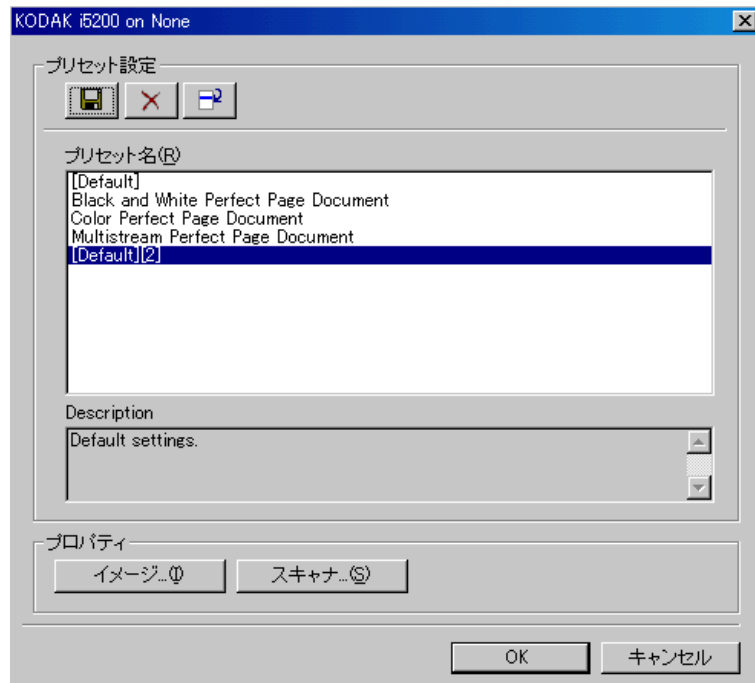 KODAK i5200 on None
プリセット設定
プリセット名(R)
[Default]
Black and White Perfect Page Document
Color Perfect Page Document
Multistream Perfect Page Document
[Default][2]
Description
Default settings.
プロパティ
イメージ...(I) スキャナ...(S)
OK キャンセル